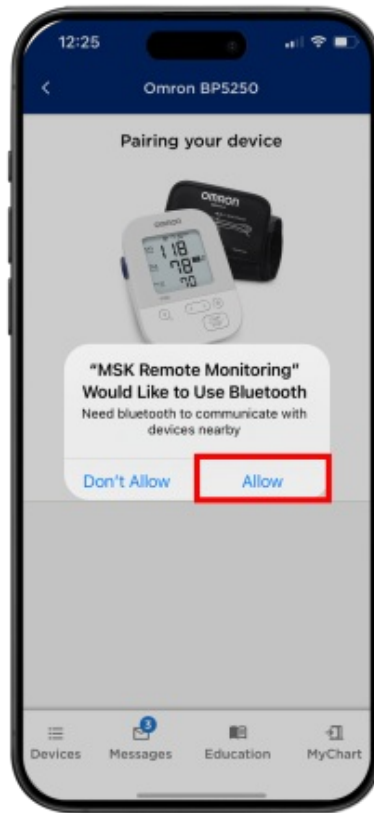 12:25
Omron BP5250
Pairing your device
OMRON
OMRON
118
78
70
"MSK Remote Monitoring"
Would Like to Use Bluetooth
Need bluetooth to communicate with
devices nearby
Don't Allow
Allow
3
Devices
Messages
Education
MyChart